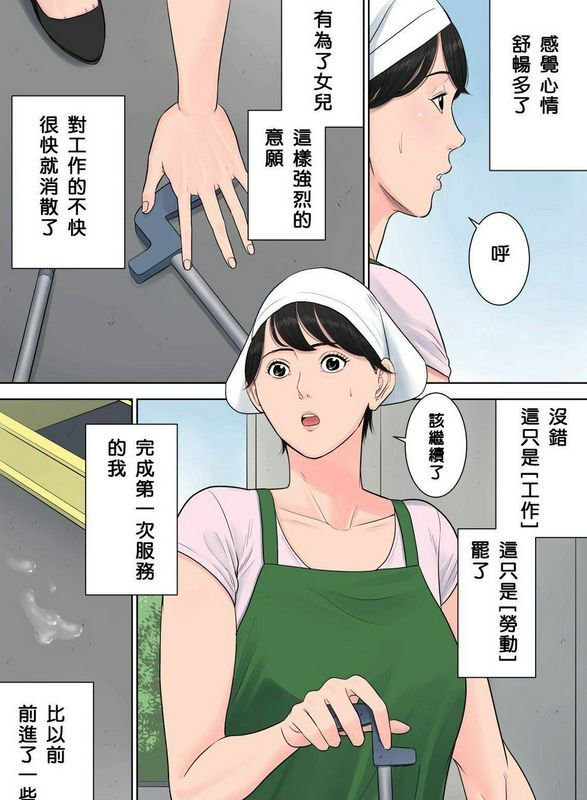 感覺心情
舒暢多了
呼
有為了女兒
這樣強烈的
意願
對工作的不快
很快就消散了
沒錯
這只是[工作]
這只是[勞動]
罷了
該繼續了
完成第一次服務
的我
比以前
前進了一些